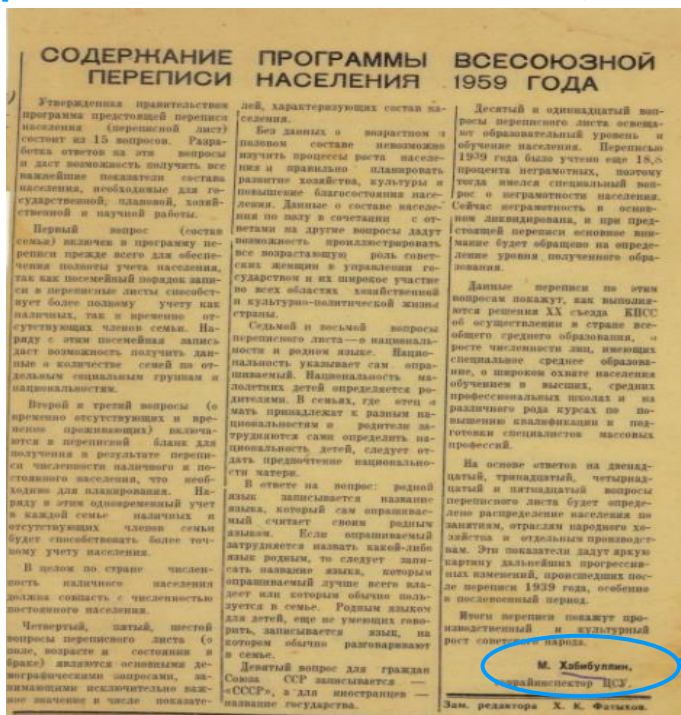 СОДЕРЖАНИЕ ПРОГРАММЫ ВСЕСОЮЗНОЙ
ПЕРЕПИСИ НАСЕЛЕНИЯ 1959 ГОДА
Утвержденная правительством
программа предстоящей переписи
населения (переписной лист)
состоит из 15 вопросов. Разра-
ботка ответов на эти вопросы
и даст возможность получить все
важнейшие показатели состава
населения, необходимые для го-
сударственной, плановой, хозяй-
ственной и научной работы.
Первый вопрос (состав
семьи) включен в программу пе-
реписи прежде всего для обеспе-
чения полноты учета населения,
так как посемейный порядок запи-
си в переписные листы способст-
вует более полному учету как
наличных, так и временно от-
сутствующих членов семьи. На-
ряду с этим посемейная запись
даст возможность получить дан-
ные о количестве семей по от-
дельным социальным группам и
национальностям.
Второй и третий вопросы (о
временно отсутствующих и вре-
менно проживающих) включа-
ются в переписной бланк для
получения в результате перепи-
си численности наличного и по-
стоянного населения, что необ-
ходимо для планирования. На-
ряду с этим одновременный учет
в каждой семье наличных и
отсутствующих членов семьи
будет способствовать более точ-
ному учету населения.
В целом по стране числен-
ность наличного населения
должна совпасть с численностью
постоянного населения.
Четвертый, пятый, шестой
вопросы переписного листа (о
поле, возрасте и состоянии в
браке) являются основными де-
мографическими вопросами, за-
нимающими исключительно важ-
ное значение и число показате-
лей, характеризующих состав на-
селения.
Без данных о возрастном и
половом составе невозможно
изучить процессы роста населе-
ния и правильно планировать
развитие хозяйства, культуры и
повышение благосостояния насе-
ления. Данные о составе населе-
ния по полу в сочетании с от-
ветами на другие вопросы дадут
возможность проиллюстрировать
все возрастающую роль совет-
ских женщин в управлении го-
сударством и их широкое участие
во всех областях хозяйственной
и культурно-политической жизни
страны.
Седьмой и восьмой вопросы
переписного листа—о националь-
ности и родном языке. Нацио-
нальность указывает сам опра-
шиваемый. Национальность ма-
лолетних детей определяется ро-
дителями. В семьях, где отец и
мать принадлежат к разным на-
циональностям и родители за-
трудняются сами определить на-
циональность детей, следует от-
дать предпочтение национально-
сти матери.
В ответе на вопрос: родной
язык записывается название
языка, который сам опрашивае-
мый считает своим родным
языком. Если опрашиваемый
затрудняется назвать какой-либо
язык родным, то следует запи-
сать название языка, которым
опрашиваемый лучше всего вла-
деет или которым обычно поль-
зуется в семье. Родным языком
для детей, еще не умеющих гово-
рить, записывается язык, на
котором обычно разговаривают
в семье.
Девятый вопрос для граждан
Союза ССР записывается —
«СССР», а для иностранцев —
название государства.
Десятый и одиннадцатый воп-
росы переписного листа освеща-
ют образовательный уровень и
обучение населения. Переписью
1939 года было учтено еще 18,8
процента неграмотных, поэтому
тогда имелся специальный воп-
рос о неграмотности населения.
Сейчас неграмотность в основ-
ном ликвидирована, и при пред-
стоящей переписи основное вни-
мание будет обращено на опреде-
ление уровня полученного обра-
зования.
Данные переписи по этим
вопросам покажут, как выполня-
ются решения XX съезда КПСС
об осуществлении в стране все-
общего среднего образования, о
росте численности лиц, имеющих
специальное среднее образова-
ние, о широком охвате населения
обучением в высших, средних
профессиональных школах и на
различного рода курсах по по-
вышению квалификации и под-
готовки специалистов массовых
профессий.
На основе ответов на двенад-
цатый, тринадцатый, четырнад-
цатый и пятнадцатый вопросы
переписного листа будет опреде-
лено распределение населения по
занятиям, отраслям народного хо-
зяйства и отдельным производст-
вам. Эти показатели дадут яркую
картину дальнейших прогрессив-
ных изменений, происшедших пос-
ле переписи 1939 года, особенно
в послевоенный период.
Итоги переписи покажут про-
изводственный и культурный
рост советского народа.
М. Хабибуллин,
райинспектор ЦСУ.
Зам. редактора Х. К. Фатыхов.